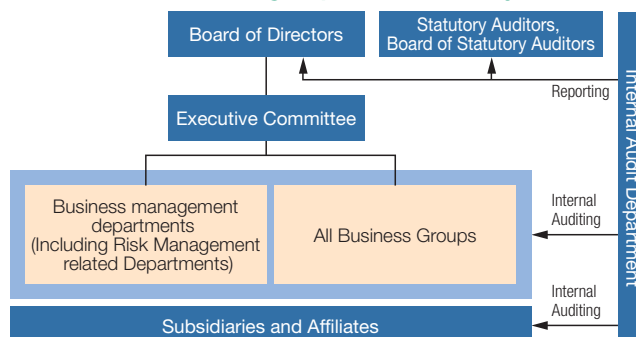 Board of Directors
Statutory Auditors,
Board of Statutory Auditors
Reporting
Executive Committee
Internal Audit Department
Business management
departments
(Including Risk Management
related Departments)
All Business Groups
Internal
Auditing
Internal
Auditing
Subsidiaries and Affiliates